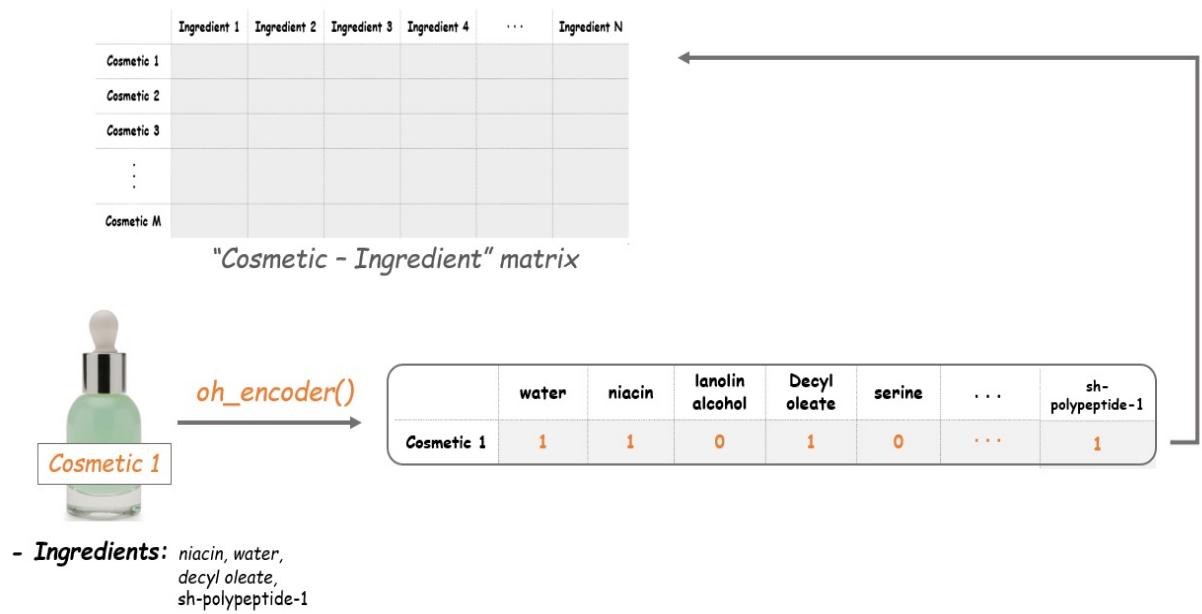 Ingredient 1 Ingredient 2 Ingredient 3 Ingredient 4 ... Ingredient N
Cosmetic 1
Cosmetic 2
Cosmetic 3
⋮
Cosmetic M
“Cosmetic – Ingredient” matrix
oh_encoder()
Cosmetic 1
water niacin lanolin alcohol Decyl oleate serine ... sh-polypeptide-1
Cosmetic 1 1 1 0 1 0 ... 1
- Ingredients: niacin, water,
decyl oleate,
sh-polypeptide-1